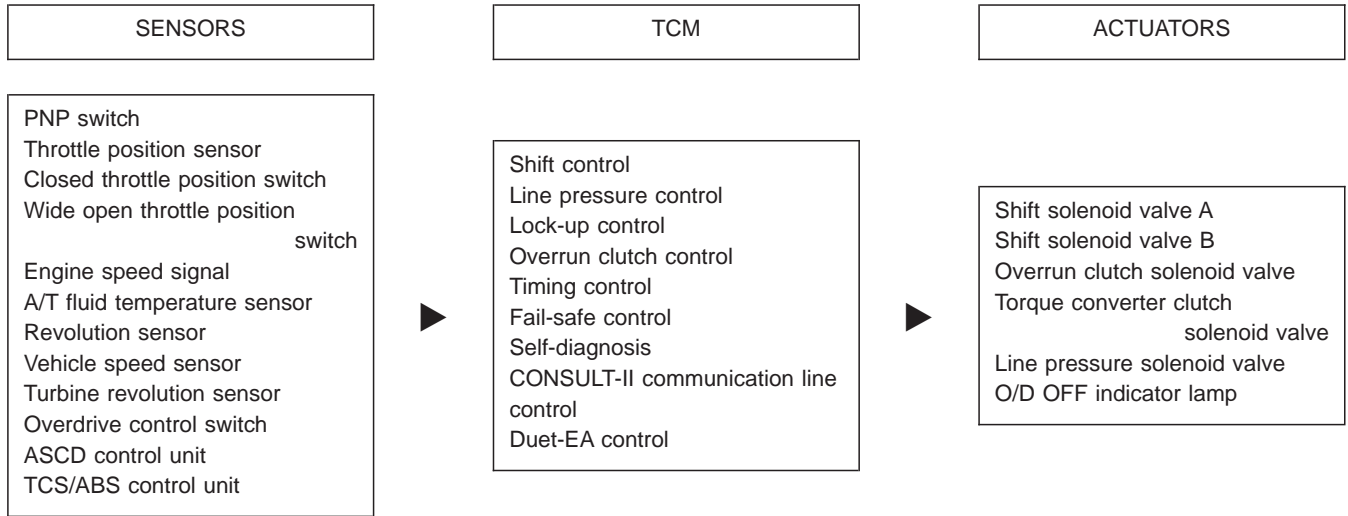 SENSORS
TCM
ACTUATORS
PNP switch
Throttle position sensor
Closed throttle position switch
Wide open throttle position
switch
Engine speed signal
A/T fluid temperature sensor
Revolution sensor
Vehicle speed sensor
Turbine revolution sensor
Overdrive control switch
ASCD control unit
TCS/ABS control unit
Shift control
Line pressure control
Lock-up control
Overrun clutch control
Timing control
Fail-safe control
Self-diagnosis
CONSULT-II communication line
control
Duet-EA control
Shift solenoid valve A
Shift solenoid valve B
Overrun clutch solenoid valve
Torque converter clutch
solenoid valve
Line pressure solenoid valve
O/D OFF indicator lamp